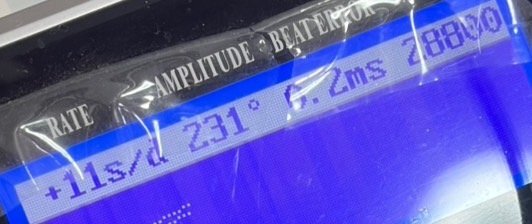 RATE AMPLITUDE BEAT ERROR
+11s/d 231° 0.2ms 28800